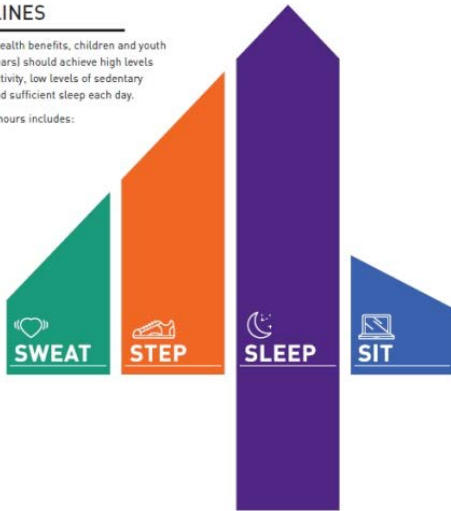 LINES
ealth benefits, children and youth
ears) should achieve high levels
tivity, low levels of sedentary
d sufficient sleep each day.
hours includes:
SWEAT
STEP
SLEEP
SIT